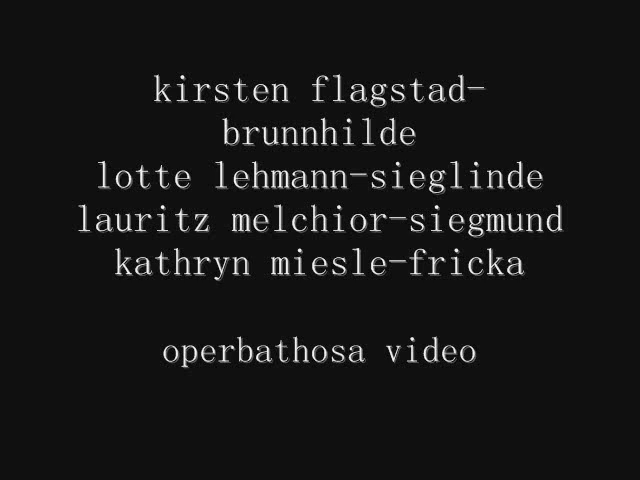 kirsten flagstad-
brunnhilde
lotte lehmann-sieglinde
lauritz melchior-siegmund
kathryn miesle-fricka
operbathosa video